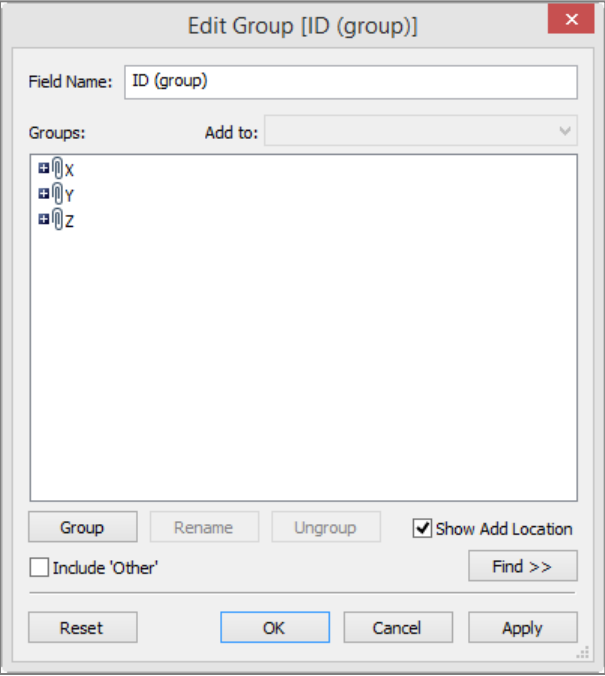 Edit Group [ID (group)]
Field Name: ID (group)
Groups: Add to:
X
Y
Z
Group Rename Ungroup Show Add Location
Include 'Other' Find >>
Reset OK Cancel Apply